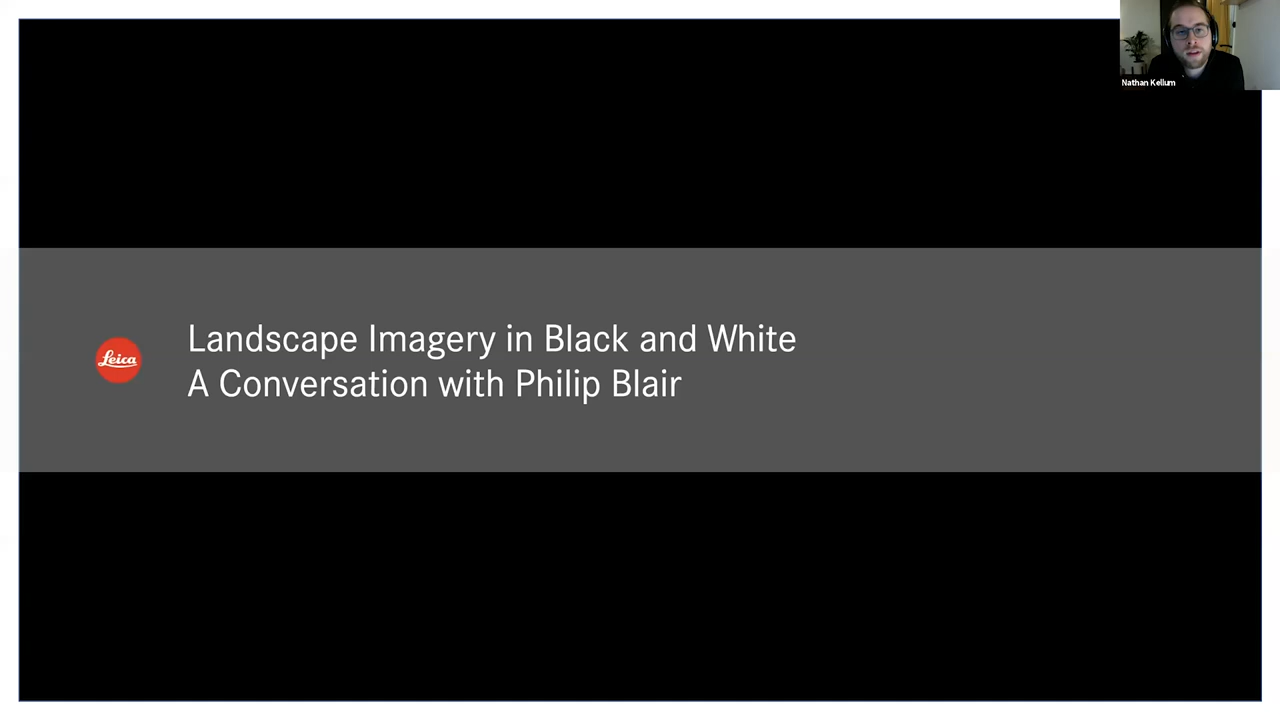 Nathan Kellum
Leica
Landscape Imagery in Black and White
A Conversation with Philip Blair